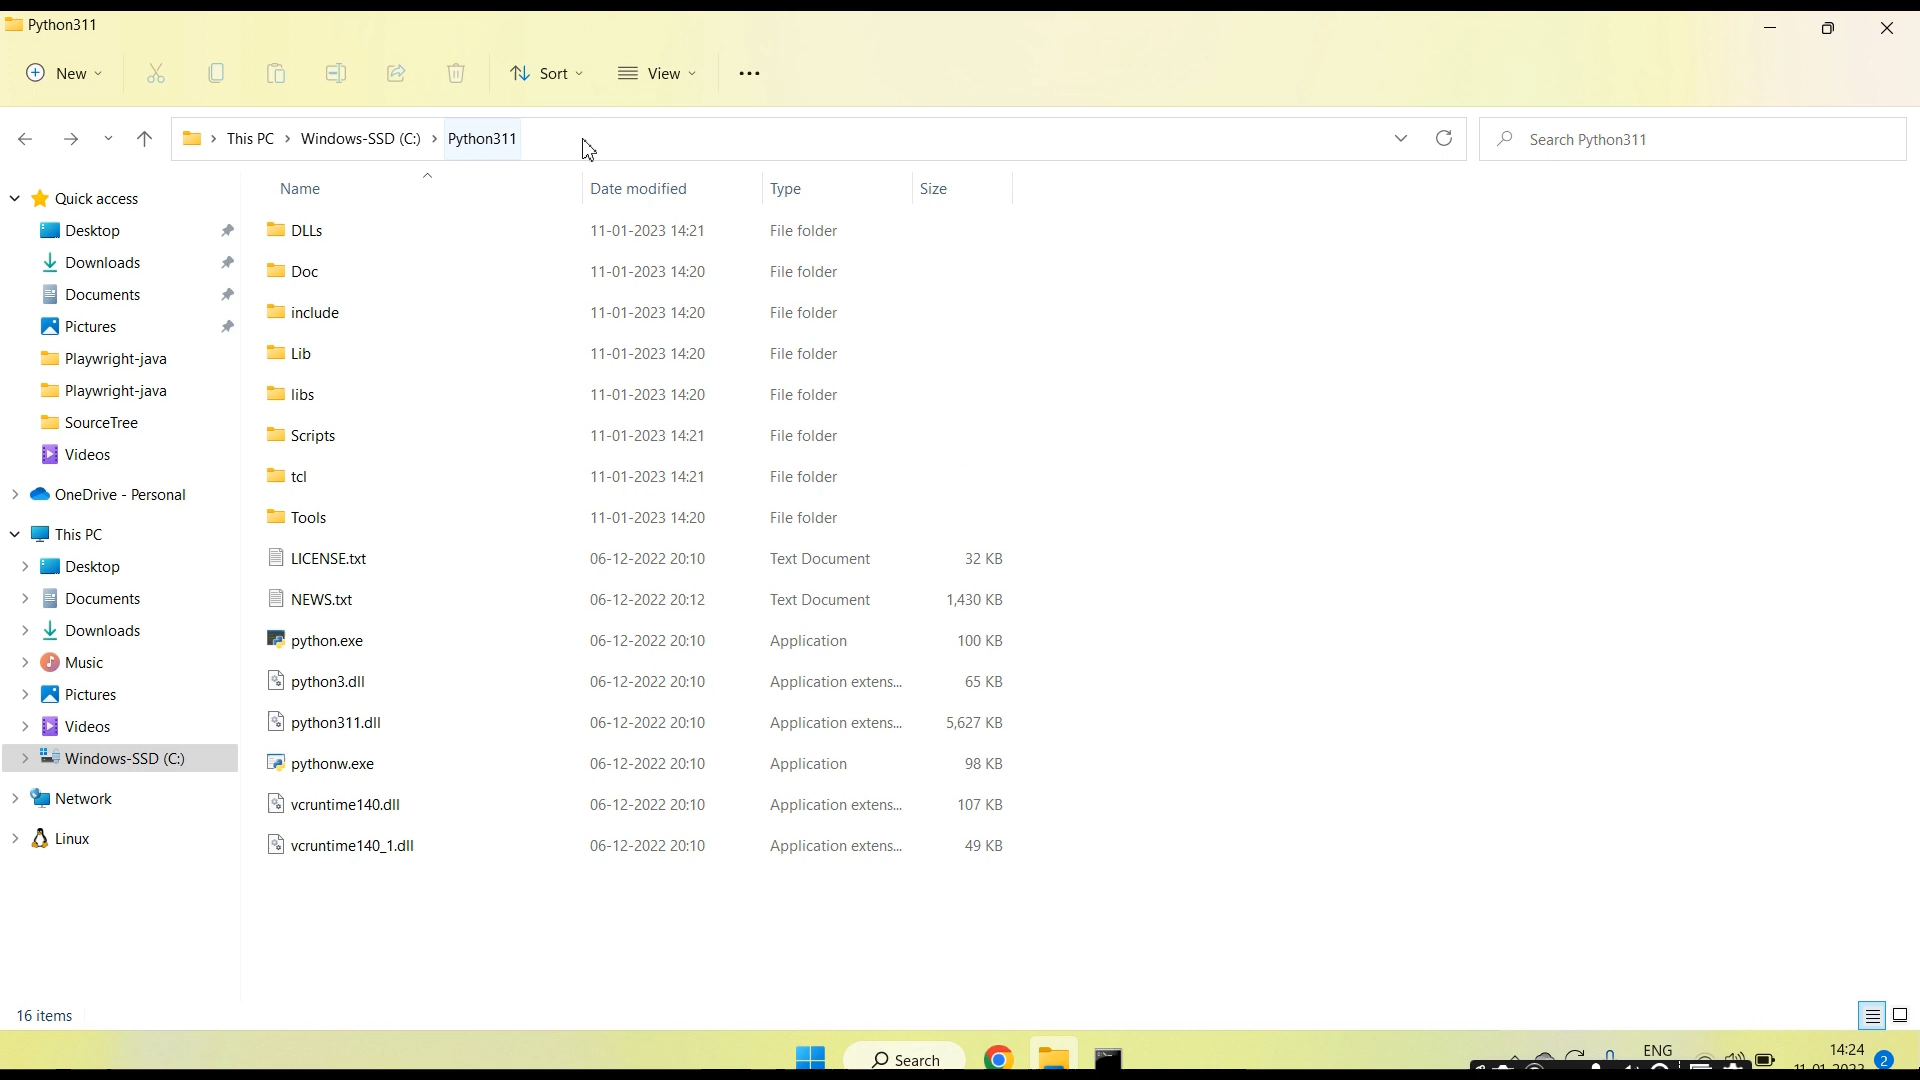 Python311
New
Sort
View
This PC > Windows-SSD (C:) > Python311
Search Python311
Name Date modified Type Size
Quick access
Desktop
Downloads
Documents
Pictures
Playwright-java
Playwright-java
SourceTree
Videos
OneDrive - Personal
This PC
Desktop
Documents
Downloads
Music
Pictures
Videos
Windows-SSD (C:)
Network
Linux
DLLs 11-01-2023 14:21 File folder
Doc 11-01-2023 14:20 File folder
include 11-01-2023 14:20 File folder
Lib 11-01-2023 14:20 File folder
libs 11-01-2023 14:20 File folder
Scripts 11-01-2023 14:21 File folder
tcl 11-01-2023 14:21 File folder
Tools 11-01-2023 14:20 File folder
LICENSE.txt 06-12-2022 20:10 Text Document 32 KB
NEWS.txt 06-12-2022 20:12 Text Document 1,430 KB
python.exe 06-12-2022 20:10 Application 100 KB
python3.dll 06-12-2022 20:10 Application extens... 65 KB
python311.dll 06-12-2022 20:10 Application extens... 5,627 KB
pythonw.exe 06-12-2022 20:10 Application 98 KB
vcruntime140.dll 06-12-2022 20:10 Application extens... 107 KB
vcruntime140_1.dll 06-12-2022 20:10 Application extens... 49 KB
16 items
Search
ENG
14:24
2